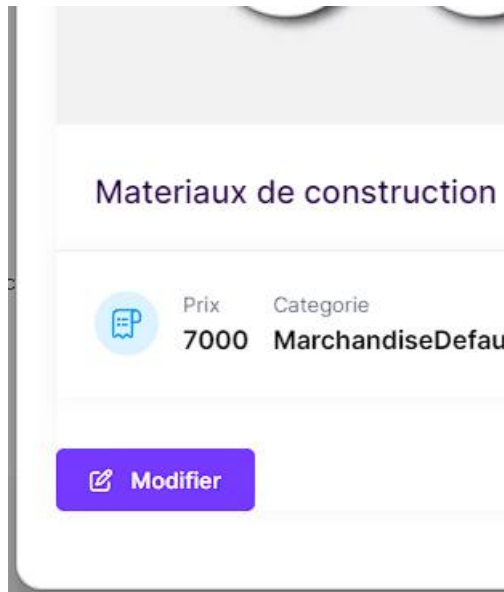 Materiaux de construction
Prix Categorie
7000 MarchandiseDefau
Modifier